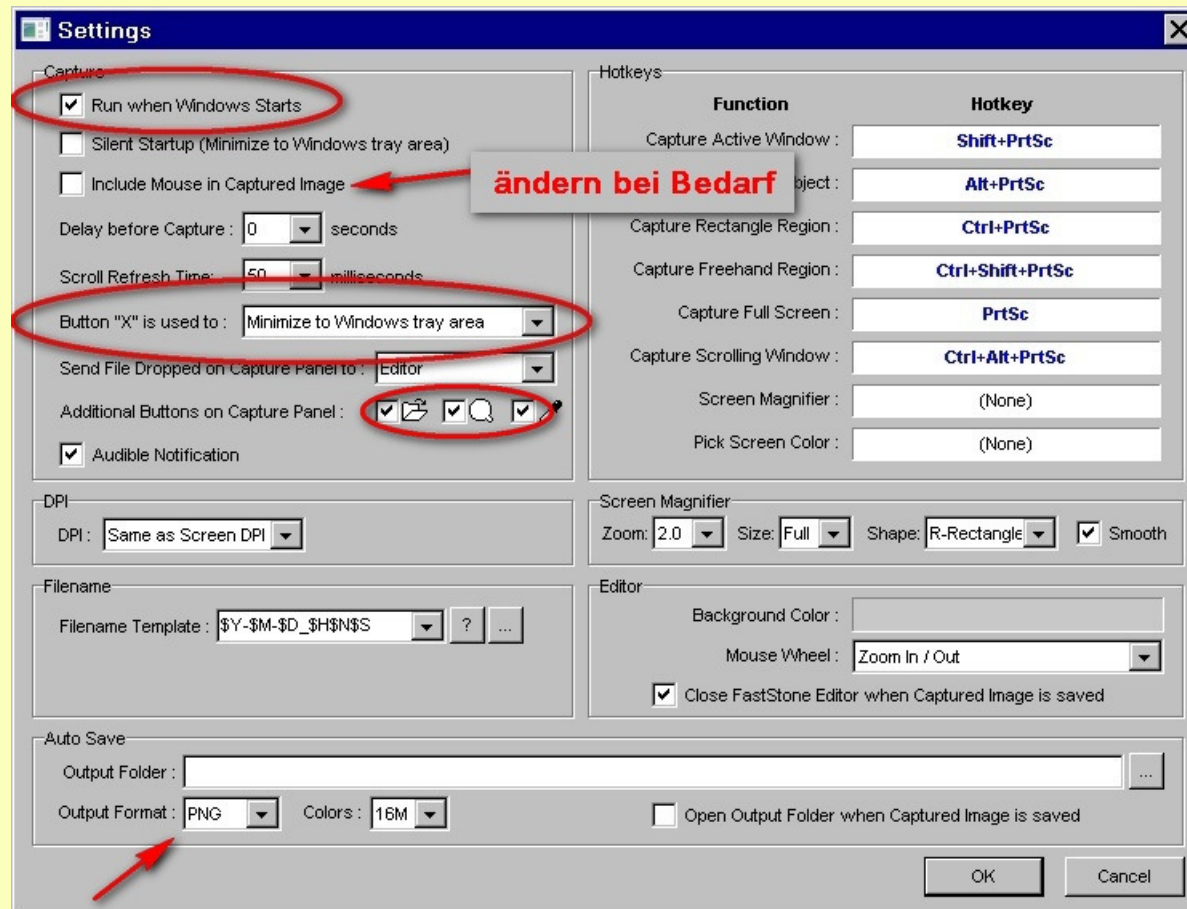 Settings
Capture
Run when Windows Starts
Silent Startup (Minimize to Windows tray area)
Include Mouse in Captured Image
ändern bei Bedarf
Delay before Capture : 0 seconds
Scroll Refresh Time: 50 milliseconds
Button "X" is used to : Minimize to Windows tray area
Send File Dropped on Capture Panel to : Editor
Additional Buttons on Capture Panel :
Audible Notification
Hotkeys
Function Hotkey
Capture Active Window : Shift+PrtSc
bject : Alt+PrtSc
Capture Rectangle Region : Ctrl+PrtSc
Capture Freehand Region : Ctrl+Shift+PrtSc
Capture Full Screen : PrtSc
Capture Scrolling Window : Ctrl+Alt+PrtSc
Screen Magnifier : (None)
Pick Screen Color : (None)
DPI
DPI : Same as Screen DPI
Screen Magnifier
Zoom: 2.0 Size: Full Shape: R-Rectangle Smooth
Filename
Filename Template : $Y-$M-$D_$H$N$S ? ...
Editor
Background Color :
Mouse Wheel : Zoom In / Out
Close FastStone Editor when Captured Image is saved
Auto Save
Output Folder : ...
Output Format : PNG Colors : 16M Open Output Folder when Captured Image is saved
OK Cancel